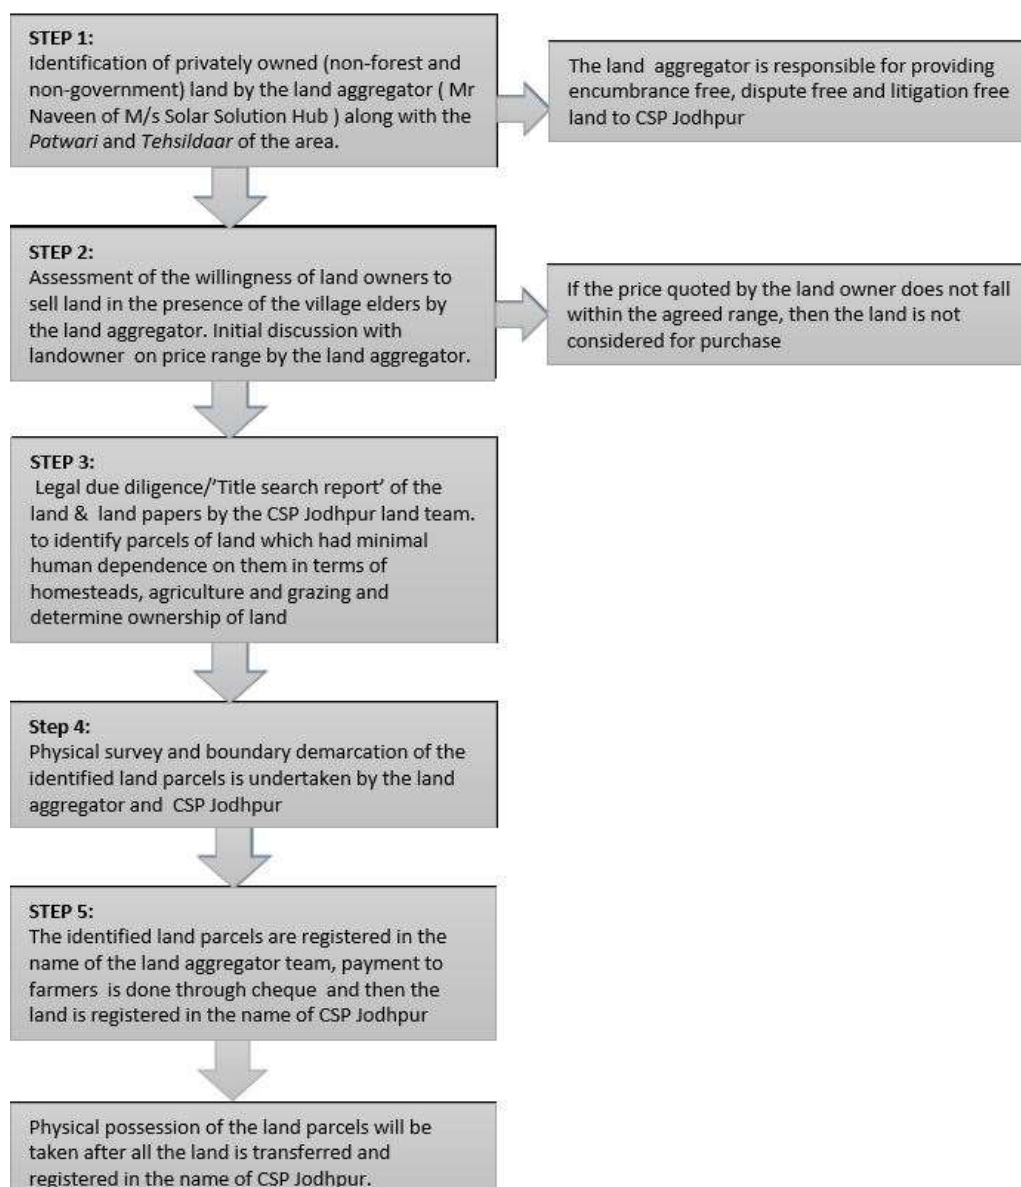 STEP 1:
Identification of privately owned (non-forest and
non-government) land by the land aggregator ( Mr
Naveen of M/s Solar Solution Hub ) along with the
Patwari and Tehsildaar of the area.
The land aggregator is responsible for providing
encumbrance free, dispute free and litigation free
land to CSP Jodhpur
STEP 2:
Assessment of the willingness of land owners to
sell land in the presence of the village elders by
the land aggregator. Initial discussion with
landowner on price range by the land aggregator.
If the price quoted by the land owner does not fall
within the agreed range, then the land is not
considered for purchase
STEP 3:
Legal due diligence/'Title search report' of the
land & land papers by the CSP Jodhpur land team.
to identify parcels of land which had minimal
human dependence on them in terms of
homesteads, agriculture and grazing and
determine ownership of land
Step 4:
Physical survey and boundary demarcation of the
identified land parcels is undertaken by the land
aggregator and CSP Jodhpur
STEP 5:
The identified land parcels are registered in the
name of the land aggregator team, payment to
farmers is done through cheque and then the
land is registered in the name of CSP Jodhpur
Physical possession of the land parcels will be
taken after all the land is transferred and
registered in the name of CSP Jodhpur.